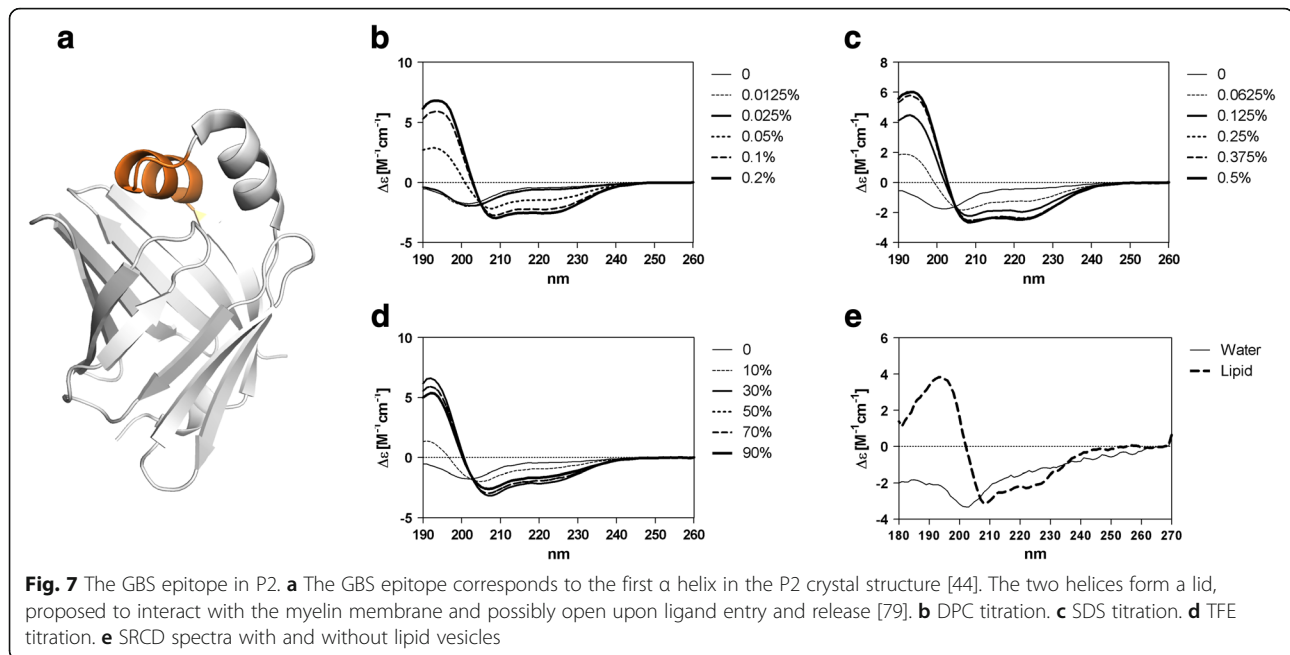 a
b
10
5
0
-5
Δε [M⁻¹cm⁻¹]
190 200 210 220 230 240 250 260
nm
0
0.0125%
0.025%
0.05%
0.1%
0.2%
c
8
6
4
2
0
-2
-4
Δε [M⁻¹cm⁻¹]
190 200 210 220 230 240 250 260
nm
0
0.0625%
0.125%
0.25%
0.375%
0.5%
d
10
5
0
-5
Δε [M⁻¹cm⁻¹]
190 200 210 220 230 240 250 260
nm
0
10%
30%
50%
70%
90%
e
6
4
2
0
-2
-4
Δε [M⁻¹cm⁻¹]
180 190 200 210 220 230 240 250 260 270
nm
Water
Lipid
Fig. 7 The GBS epitope in P2. a The GBS epitope corresponds to the first α helix in the P2 crystal structure [44]. The two helices form a lid,
proposed to interact with the myelin membrane and possibly open upon ligand entry and release [79]. b DPC titration. c SDS titration. d TFE
titration. e SRCD spectra with and without lipid vesicles